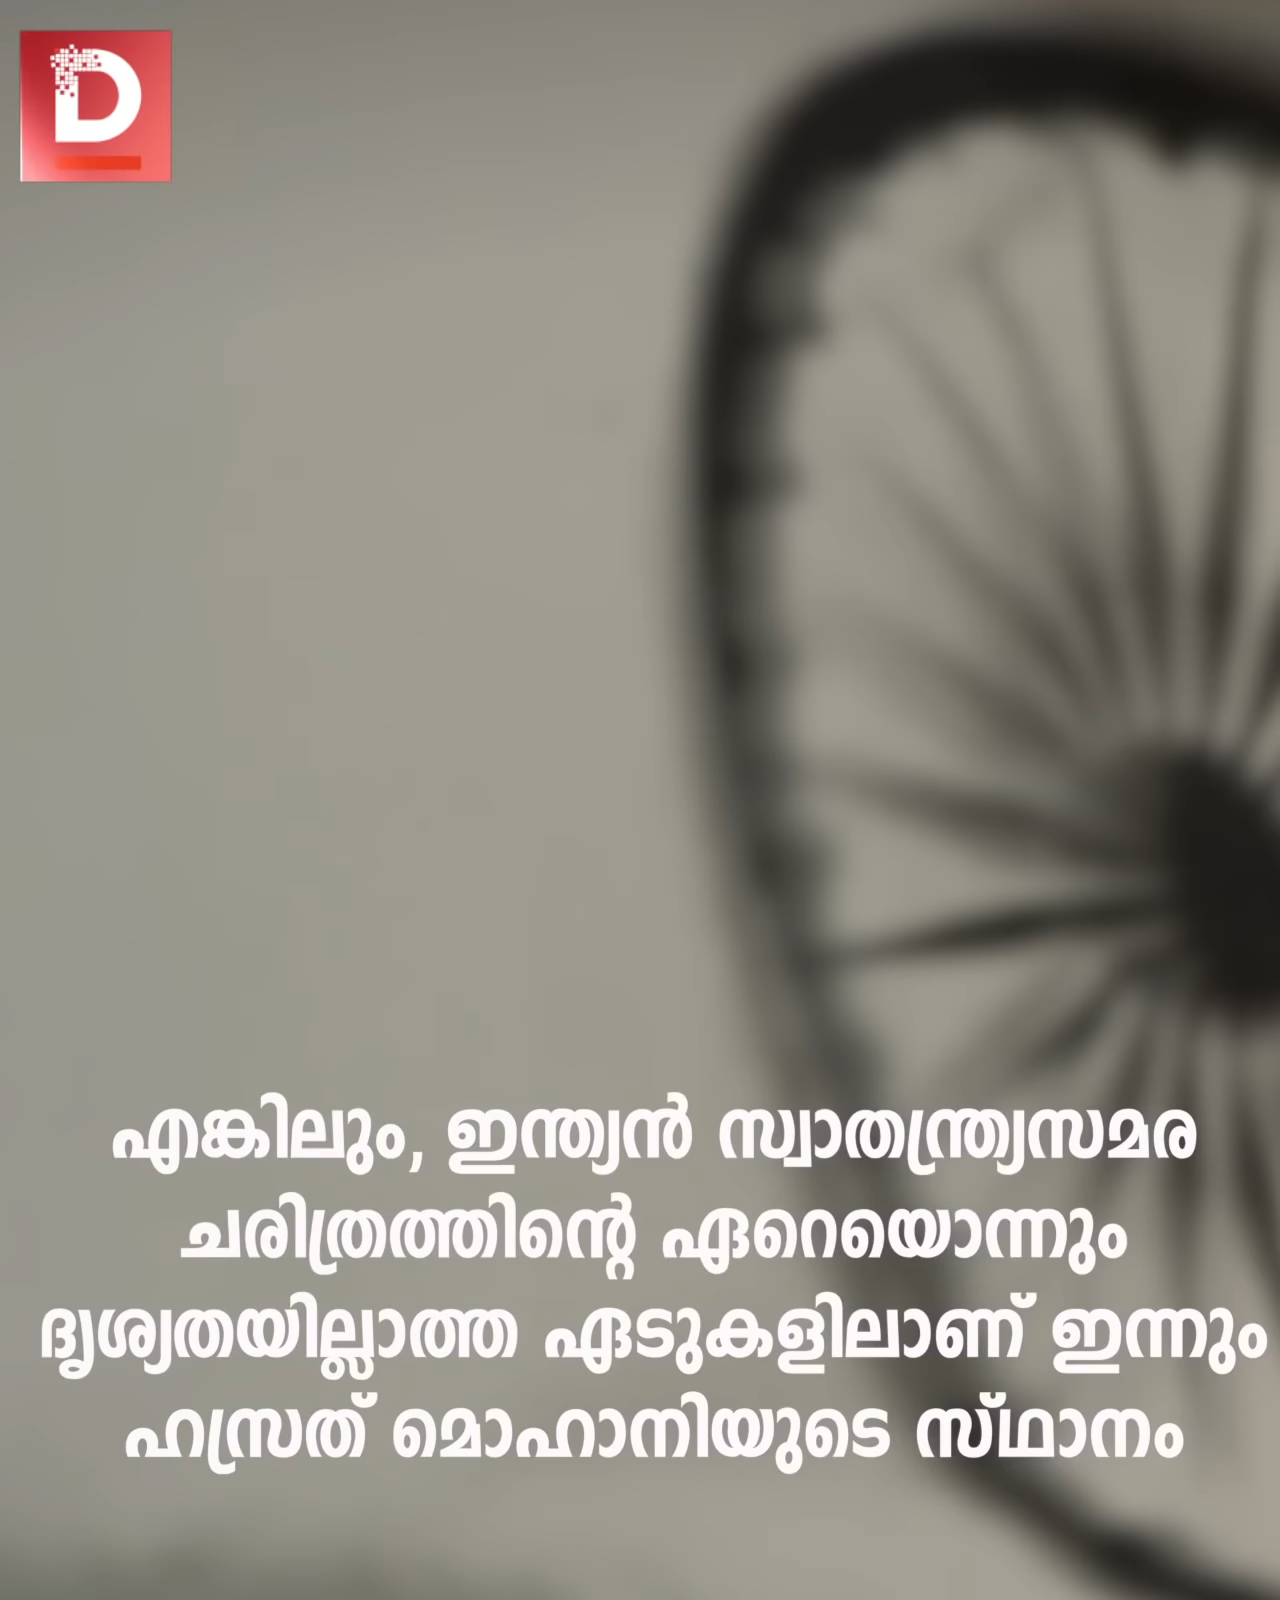 D
എങ്കിലും, ഇന്ത്യൻ സ്വാതന്ത്ര്യസമര
ചരിത്രത്തിന്റെ ഏറെയൊന്നും
ദൃശ്യതയില്ലാത്ത ഏടുകളിലാണ് ഇന്നും
ഹസ്രത് മൊഹാനിയുടെ സ്ഥാനം